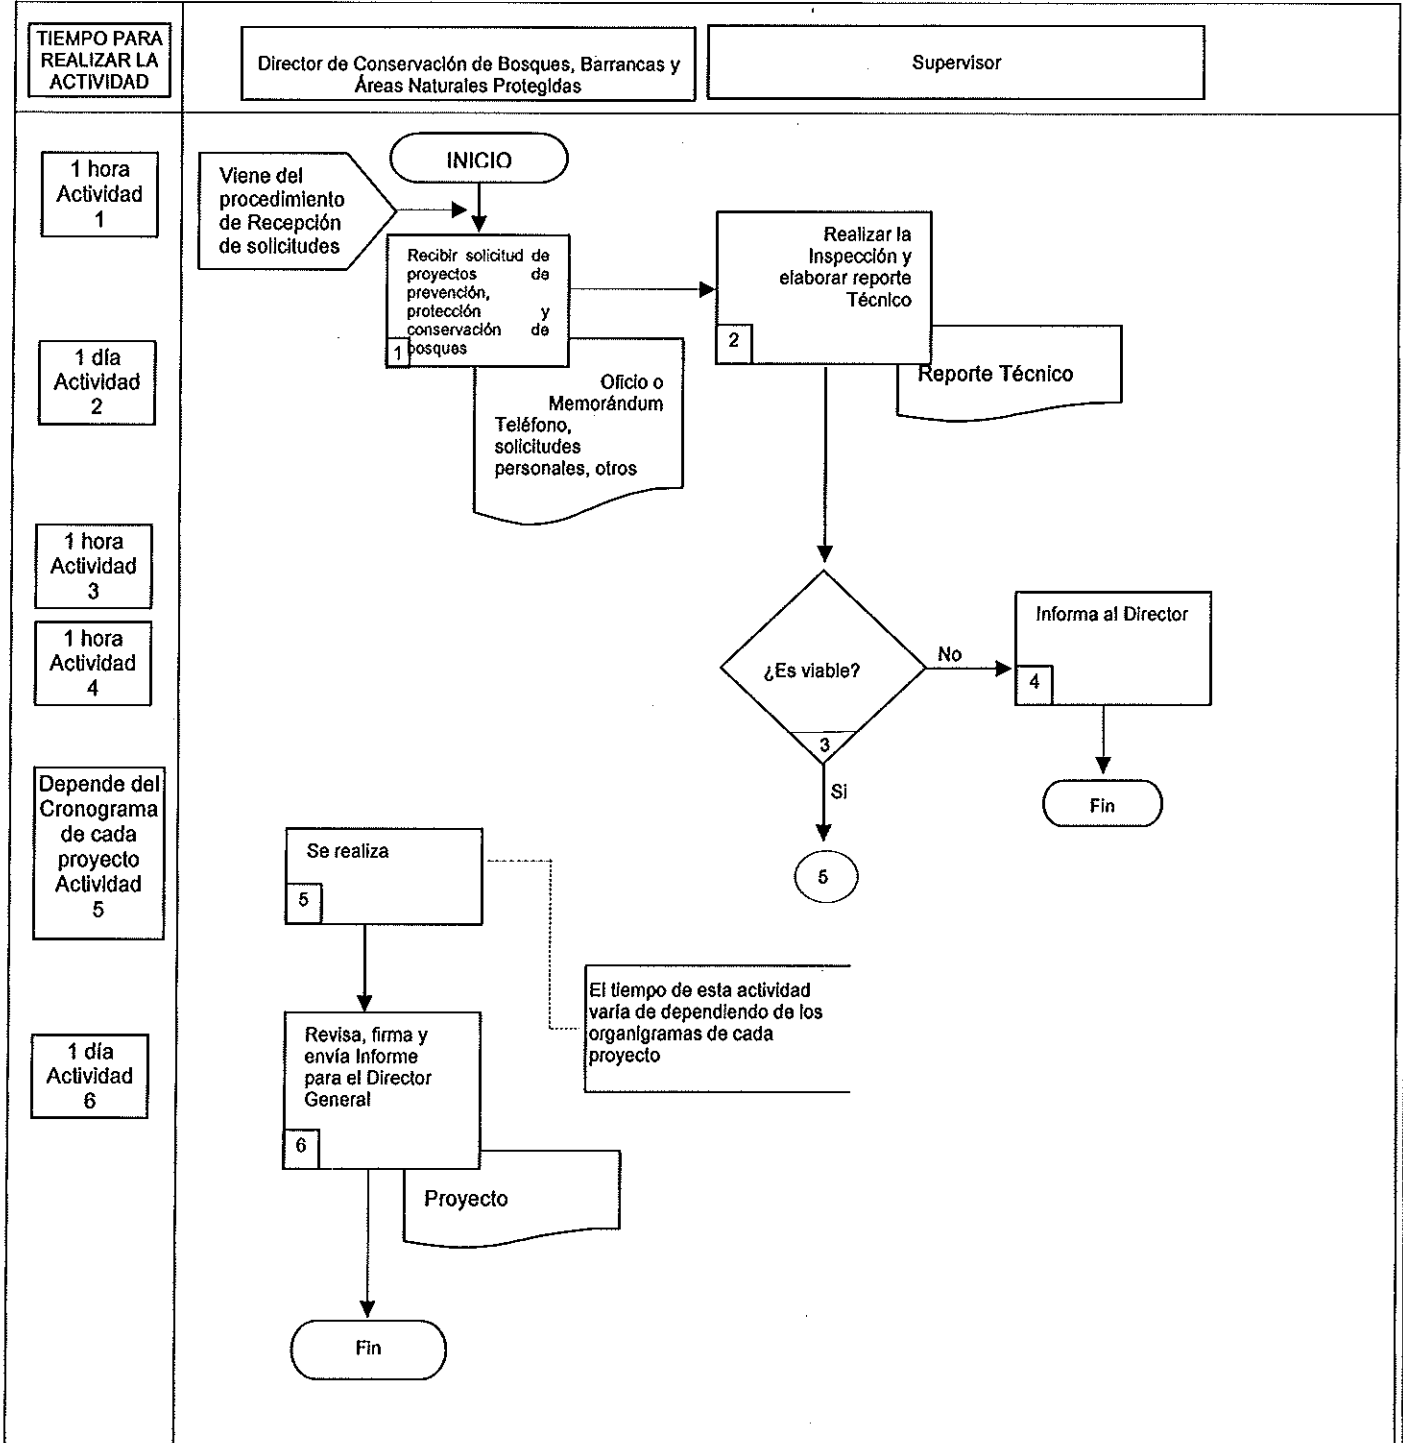 TIEMPO PARA
REALIZAR LA
ACTIVIDAD
Director de Conservación de Bosques, Barrancas y
Áreas Naturales Protegidas
Supervisor
1 hora
Actividad
1
Viene del
procedimiento
de Recepción
de solicitudes
INICIO
Recibir solicitud de
proyectos de
prevención,
protección y
conservación de
bosques
1
Realizar la
Inspección y
elaborar reporte
Técnico
2
1 día
Actividad
2
Oficio o
Memorándum
Teléfono,
solicitudes
personales, otros
Reporte Técnico
1 hora
Actividad
3
1 hora
Actividad
4
¿Es viable?
3
No
Informa al Director
4
Si
Fin
5
Depende del
Cronograma
de cada
proyecto
Actividad
5
Se realiza
5
El tiempo de esta actividad
varía de dependiendo de los
organigramas de cada
proyecto
1 día
Actividad
6
Revisa, firma y
envía Informe
para el Director
General
6
Proyecto
Fin